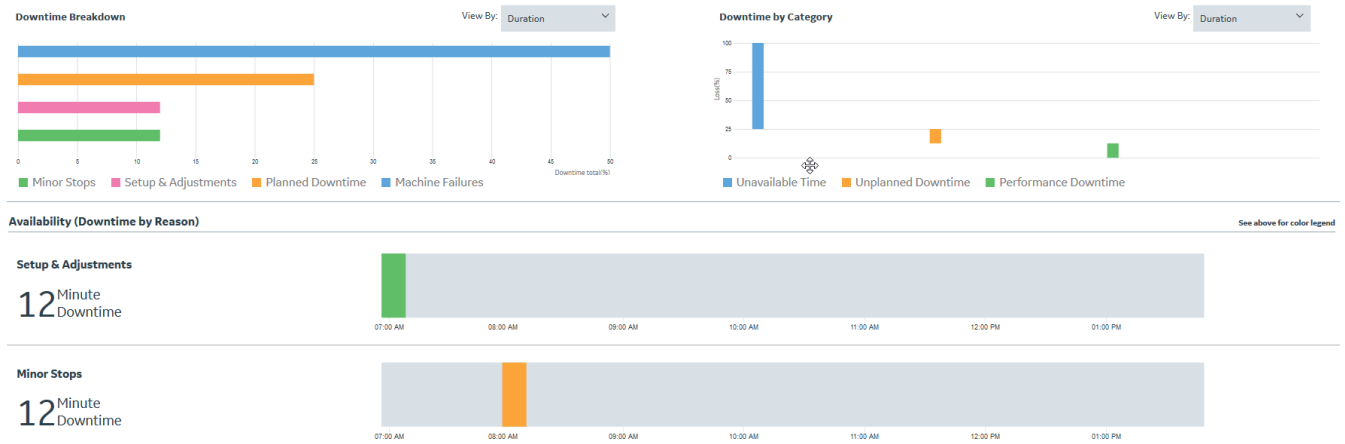 Downtime Breakdown
View By: Duration
0 5 10 15 20 25 30 35 40 45 50
Downtime total(%)
Minor Stops Setup & Adjustments Planned Downtime Machine Failures
Downtime by Category
View By: Duration
Loss(%)
100
75
50
25
0
Unavailable Time Unplanned Downtime Performance Downtime
Availability (Downtime by Reason)
See above for color legend
Setup & Adjustments
12 Minute
Downtime
07:00 AM 08:00 AM 09:00 AM 10:00 AM 11:00 AM 12:00 PM 01:00 PM
Minor Stops
12 Minute
Downtime
07:00 AM 08:00 AM 09:00 AM 10:00 AM 11:00 AM 12:00 PM 01:00 PM